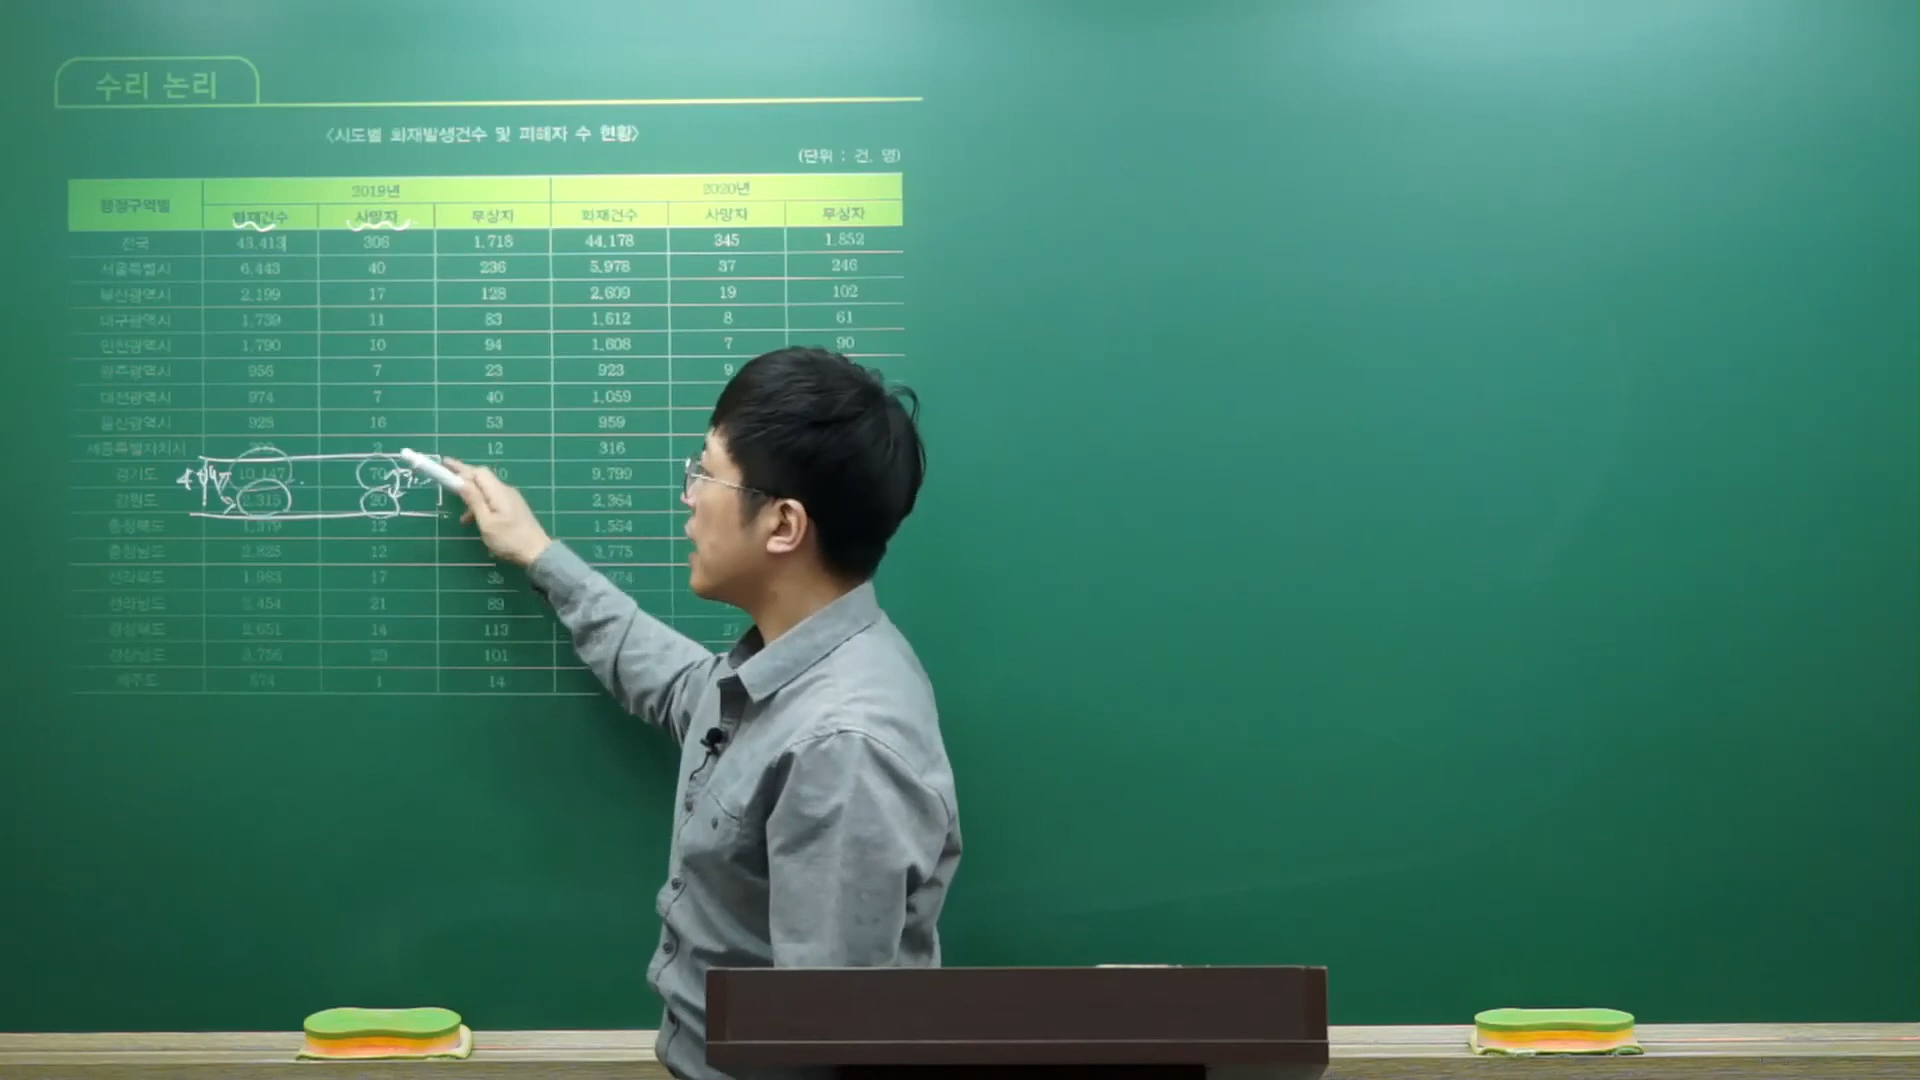 수리 논리
〈시도별 화재발생건수 및 피해자 수 현황〉
(단위 : 건, 명)
행정구역별 2019년 2020년
화재건수 사망자 부상자 화재건수 사망자 부상자
전국 43,413 306 1,718 44,178 345 1,852
서울특별시 6,443 40 236 5,978 37 246
부산광역시 2,199 17 128 2,609 19 102
대구광역시 1,739 11 83 1,612 8 61
인천광역시 1,790 10 94 1,608 7 90
광주광역시 956 7 23 923 9
대전광역시 974 7 40 1,059
울산광역시 928 16 53 959
세종특별자치시 12 316
경기도 10,147 70 9,799
강원도 2,315 20 2,364
충청북도 1,379 12 1,554
충청남도 2,825 12 3,775
전라북도 1,983 17
전라남도 2,454 21 89
경상북도 2,651 14 113 27
경상남도 3,756 29 101
제주도 574 1 14